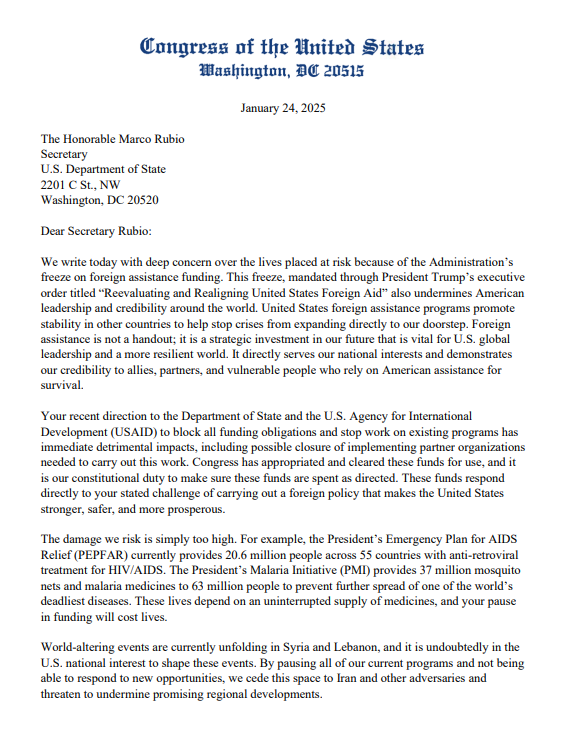 Congress of the United States
Washington, DC 20515
January 24, 2025
The Honorable Marco Rubio
Secretary
U.S. Department of State
2201 C St., NW
Washington, DC 20520
Dear Secretary Rubio:
We write today with deep concern over the lives placed at risk because of the Administration’s
freeze on foreign assistance funding. This freeze, mandated through President Trump’s executive
order titled “Reevaluating and Realigning United States Foreign Aid” also undermines American
leadership and credibility around the world. United States foreign assistance programs promote
stability in other countries to help stop crises from expanding directly to our doorstep. Foreign
assistance is not a handout; it is a strategic investment in our future that is vital for U.S. global
leadership and a more resilient world. It directly serves our national interests and demonstrates
our credibility to allies, partners, and vulnerable people who rely on American assistance for
survival.
Your recent direction to the Department of State and the U.S. Agency for International
Development (USAID) to block all funding obligations and stop work on existing programs has
immediate detrimental impacts, including possible closure of implementing partner organizations
needed to carry out this work. Congress has appropriated and cleared these funds for use, and it
is our constitutional duty to make sure these funds are spent as directed. These funds respond
directly to your stated challenge of carrying out a foreign policy that makes the United States
stronger, safer, and more prosperous.
The damage we risk is simply too high. For example, the President’s Emergency Plan for AIDS
Relief (PEPFAR) currently provides 20.6 million people across 55 countries with anti-retroviral
treatment for HIV/AIDS. The President’s Malaria Initiative (PMI) provides 37 million mosquito
nets and malaria medicines to 63 million people to prevent further spread of one of the world’s
deadliest diseases. These lives depend on an uninterrupted supply of medicines, and your pause
in funding will cost lives.
World-altering events are currently unfolding in Syria and Lebanon, and it is undoubtedly in the
U.S. national interest to shape these events. By pausing all of our current programs and not being
able to respond to new opportunities, we cede this space to Iran and other adversaries and
threaten to undermine promising regional developments.